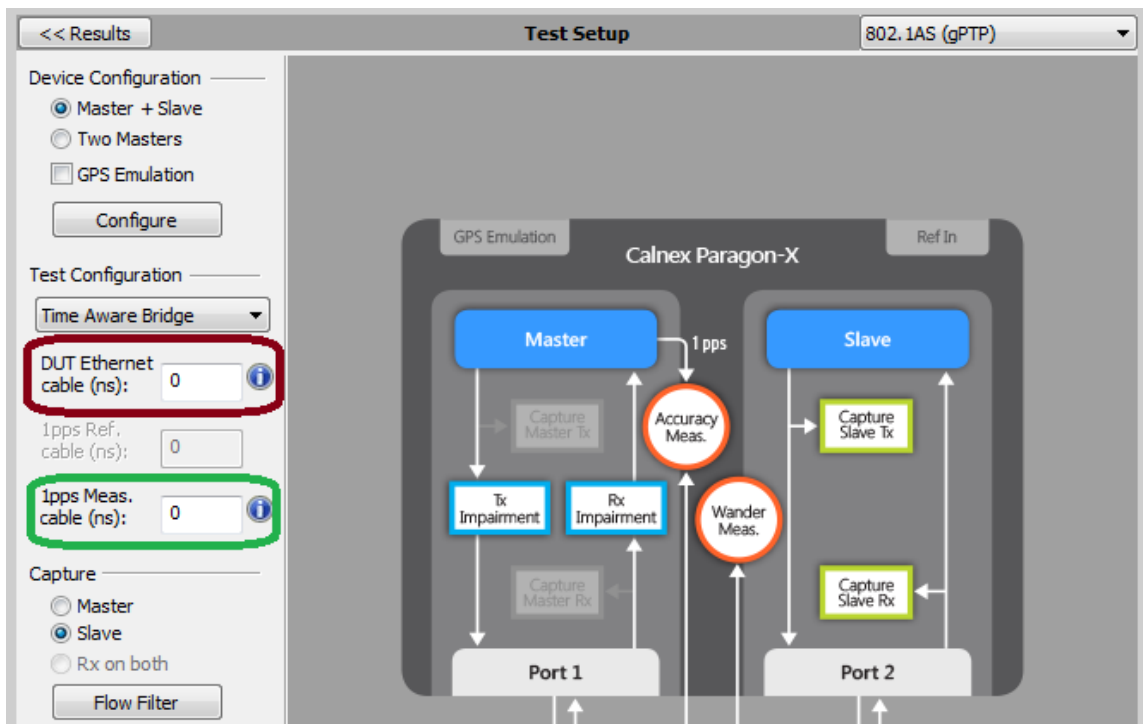 << Results
Test Setup
802.1AS (gPTP)
Device Configuration
Master + Slave
Two Masters
GPS Emulation
Configure
Test Configuration
Time Aware Bridge
DUT Ethernet
cable (ns):
0
1pps Ref.
cable (ns):
0
1pps Meas.
cable (ns):
0
Capture
Master
Slave
Rx on both
Flow Filter
GPS Emulation
Ref In
Calnex Paragon-X
Master
1 pps
Slave
Capture
Master Tx
Accuracy
Meas.
Capture
Slave Tx
Tx
Impairment
Rx
Impairment
Wander
Meas.
Capture
Master Rx
Capture
Slave Rx
Port 1
Port 2